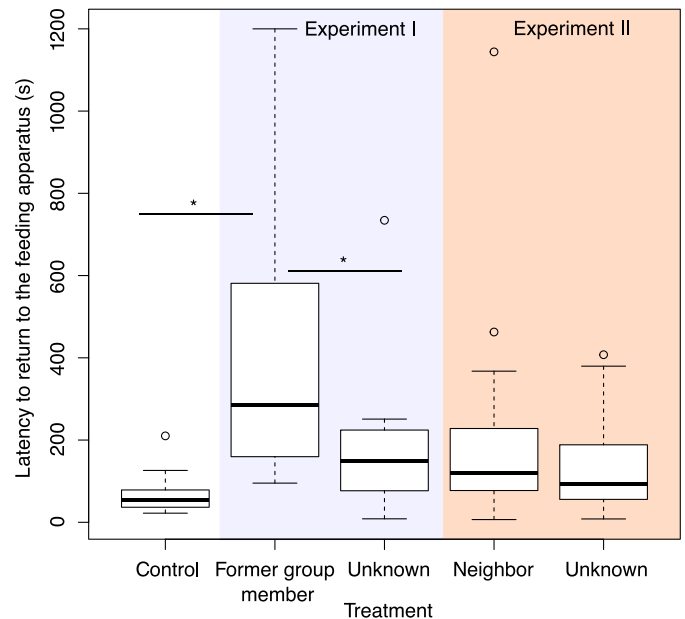 Experiment I
Experiment II
Latency to return to the feeding apparatus (s)
1200
1000
800
600
400
200
0
*
*
Control
Former group
member
Unknown
Neighbor
Unknown
Treatment